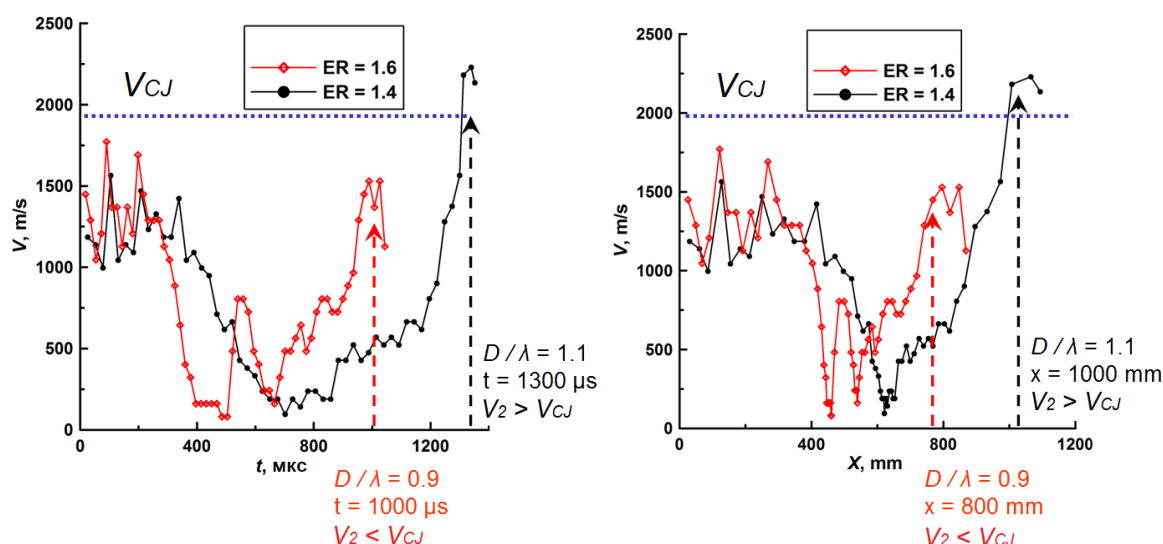 2500
2000
1500
1000
500
0
V, m/s
0
400
800
1200
t, мкс
V_CJ
ER = 1.6
ER = 1.4
D / λ = 1.1
t = 1300 µs
V₂ > V_CJ
D / λ = 0.9
t = 1000 µs
V₂ < V_CJ
2500
2000
1500
1000
500
0
V, m/s
0
400
800
1200
X, mm
V_CJ
ER = 1.6
ER = 1.4
D / λ = 1.1
x = 1000 mm
V₂ > V_CJ
D / λ = 0.9
x = 800 mm
V₂ < V_CJ